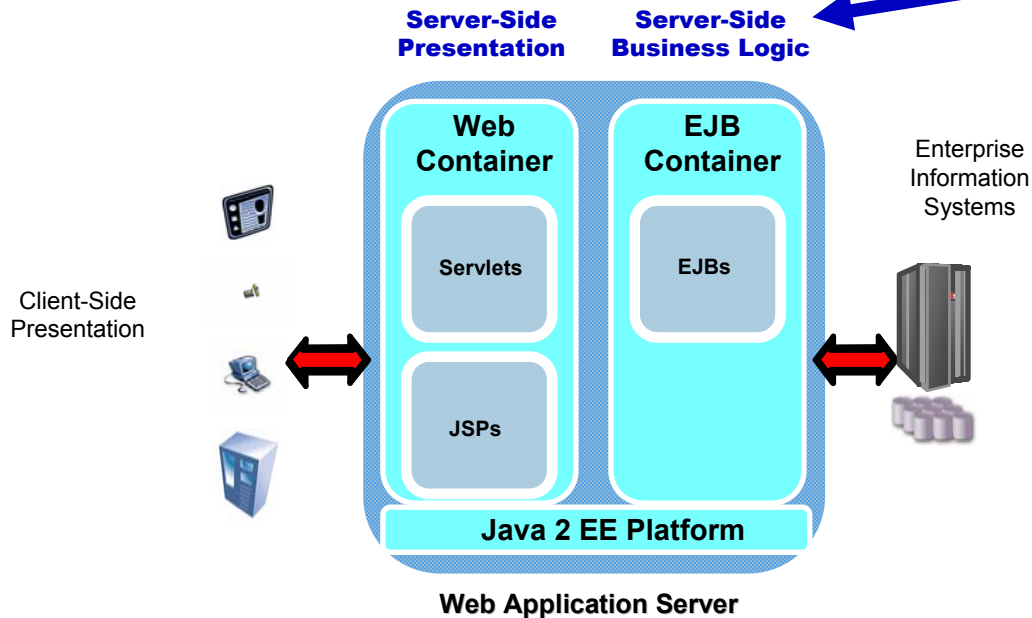 Server-Side
Presentation
Server-Side
Business Logic
Web
Container
EJB
Container
Enterprise
Information
Systems
Servlets
EJBs
Client-Side
Presentation
JSPs
Java 2 EE Platform
Web Application Server